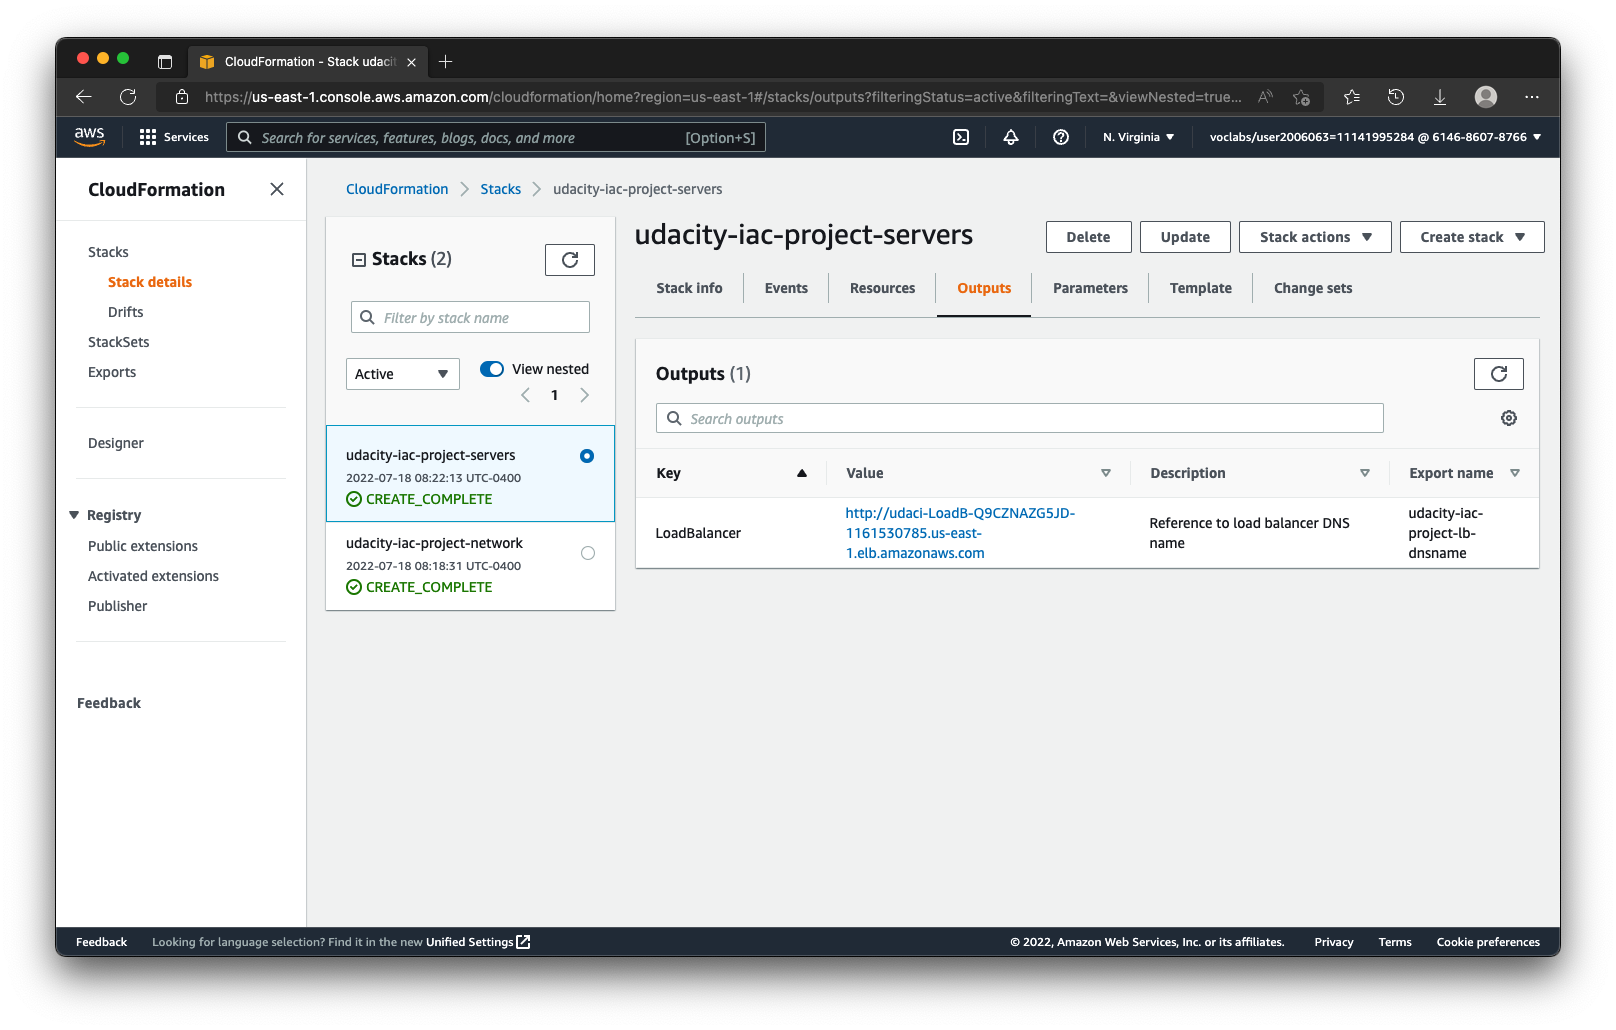 CloudFormation - Stack udacit
https://us-east-1.console.aws.amazon.com/cloudformation/home?region=us-east-1#/stacks/outputs?filteringStatus=active&filteringText=&viewNested=true...
aws
Services
Search for services, features, blogs, docs, and more [Option+S]
N. Virginia
voclabs/user2006063=11141995284 @ 6146-8607-8766
CloudFormation
Stacks
Stack details
Drifts
StackSets
Exports
Designer
Registry
Public extensions
Activated extensions
Publisher
Feedback
CloudFormation
Stacks
udacity-iac-project-servers
Stacks (2)
Filter by stack name
Active
View nested
1
udacity-iac-project-servers
2022-07-18 08:22:13 UTC-0400
CREATE_COMPLETE
udacity-iac-project-network
2022-07-18 08:18:31 UTC-0400
CREATE_COMPLETE
udacity-iac-project-servers
Delete
Update
Stack actions
Create stack
Stack info
Events
Resources
Outputs
Parameters
Template
Change sets
Outputs (1)
Search outputs
Key
Value
Description
Export name
LoadBalancer
http://udaci-LoadB-Q9CZNAZG5JD-
1161530785.us-east-
1.elb.amazonaws.com
Reference to load balancer DNS
name
udacity-iac-
project-lb-
dnsname
Feedback
Looking for language selection? Find it in the new Unified Settings
© 2022, Amazon Web Services, Inc. or its affiliates.
Privacy
Terms
Cookie preferences